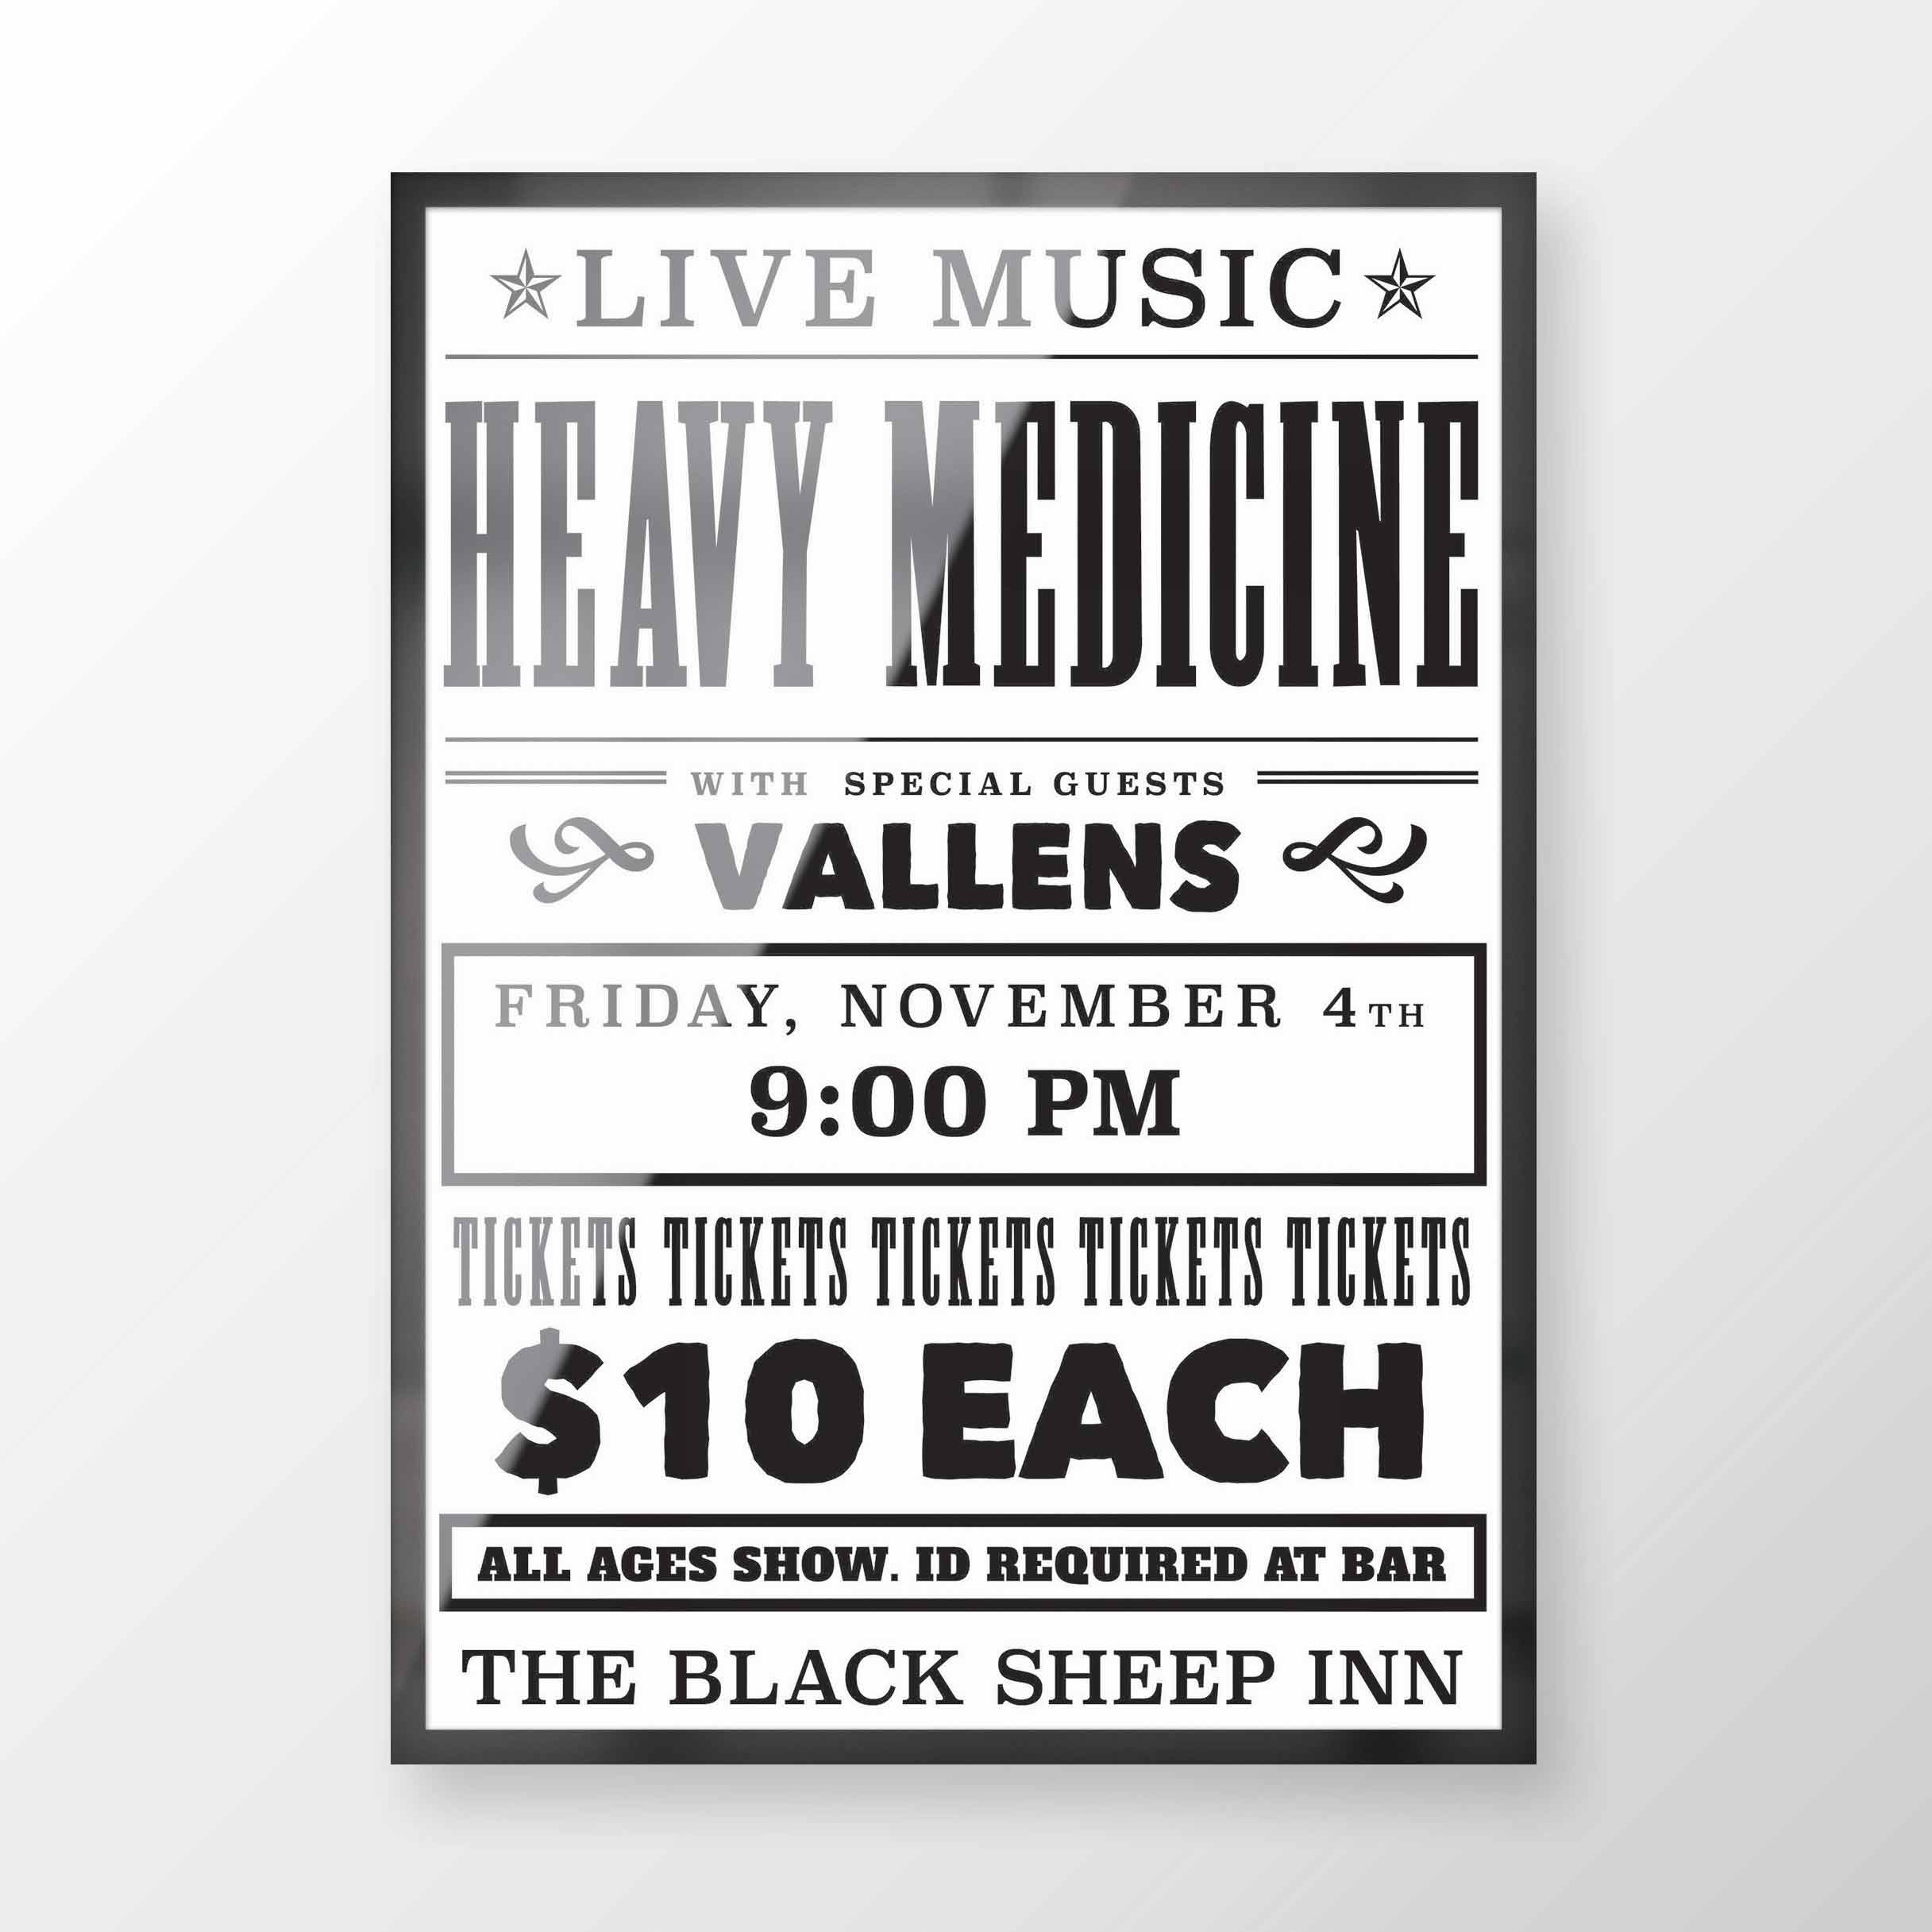 LIVE MUSIC
HEAVY MEDICINE
WITH SPECIAL GUESTS
VALLENS
FRIDAY, NOVEMBER 4TH
9:00 PM
TICKETS TICKETS TICKETS TICKETS TICKETS
$10 EACH
ALL AGES SHOW. ID REQUIRED AT BAR
THE BLACK SHEEP INN